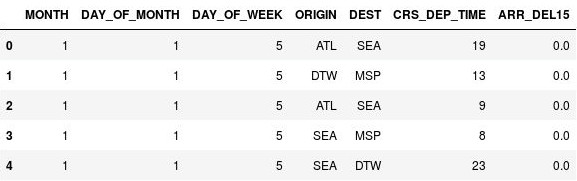 MONTH DAY_OF_MONTH DAY_OF_WEEK ORIGIN DEST CRS_DEP_TIME ARR_DEL15
0 1 1 5 ATL SEA 19 0.0
1 1 1 5 DTW MSP 13 0.0
2 1 1 5 ATL SEA 9 0.0
3 1 1 5 SEA MSP 8 0.0
4 1 1 5 SEA DTW 23 0.0